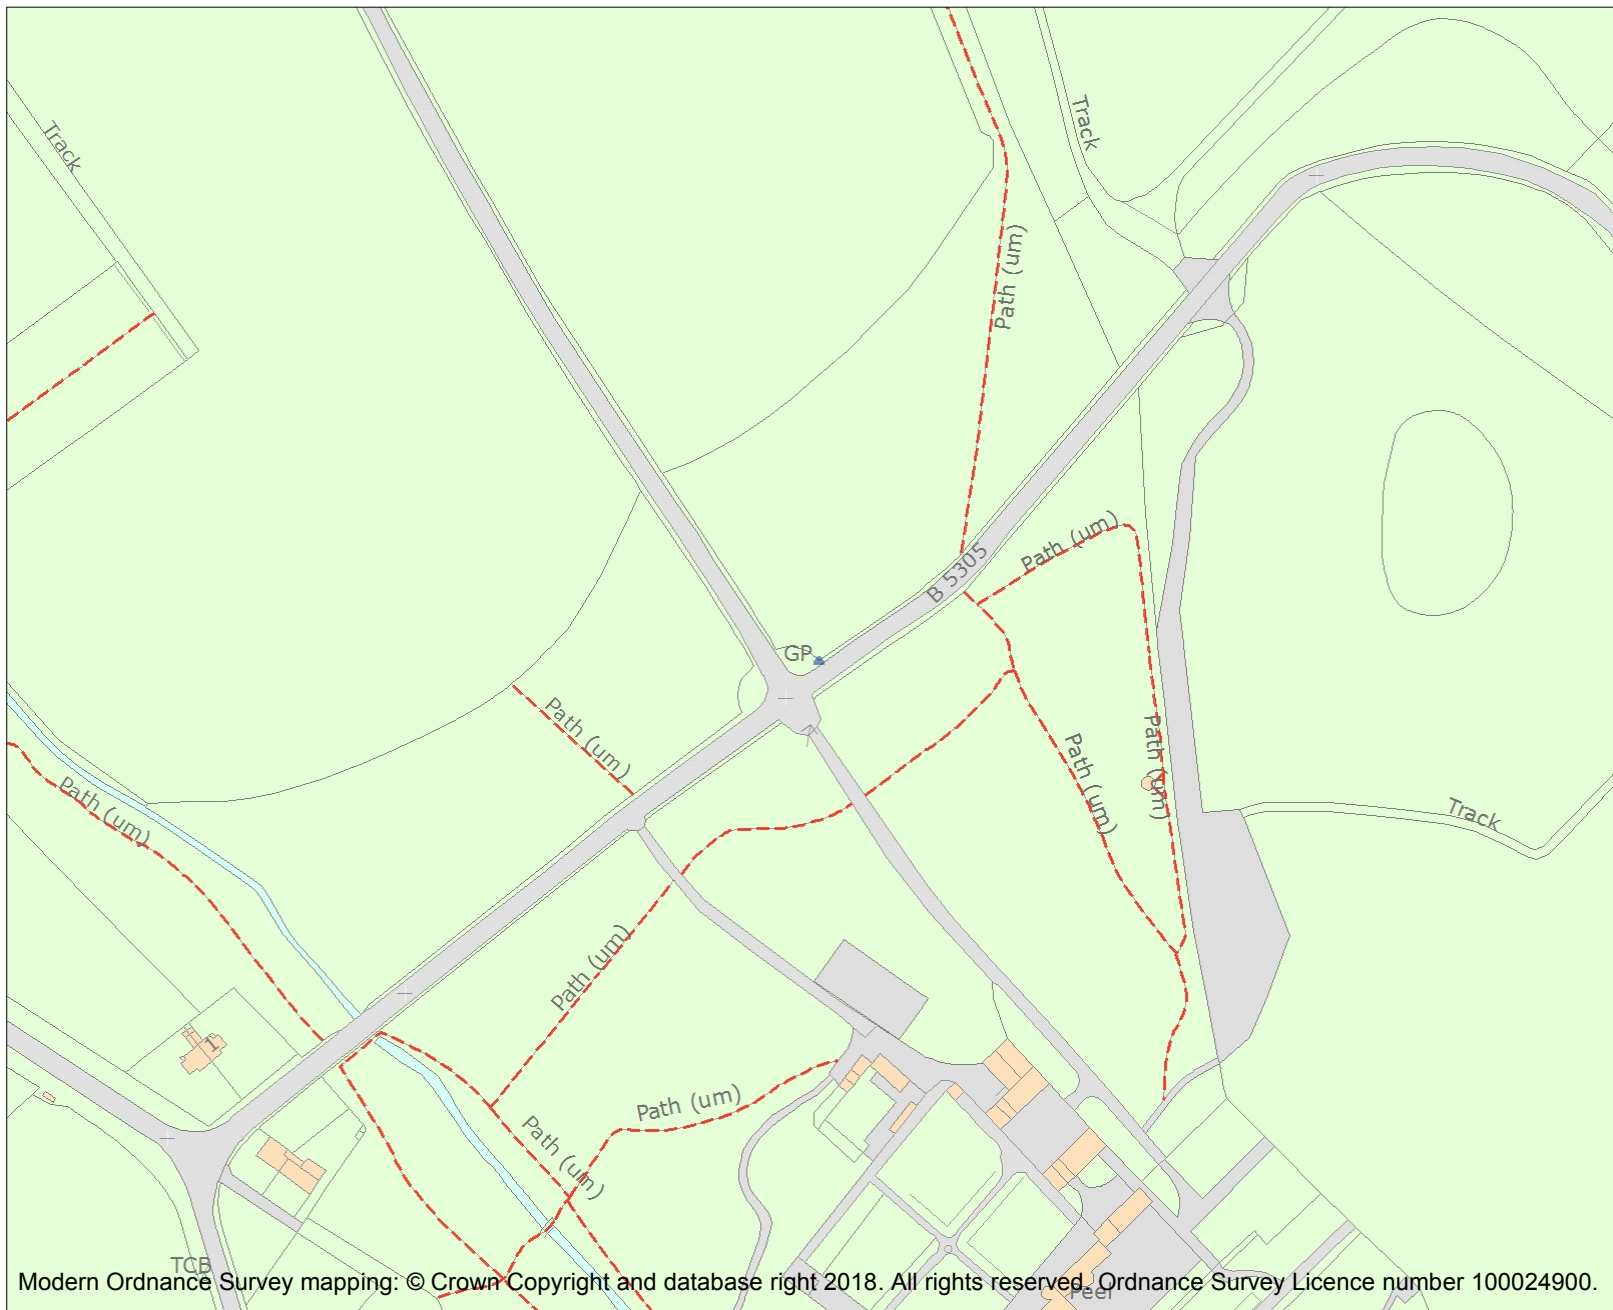 Track
Track
Path (um)
B 5305
Path (um)
GP
Path (um)
Path (um)
Path (um)
Path (um)
Track
Path (um)
1
Path (um)
Path (um)
TCB
Modern Ordnance Survey mapping: © Crown Copyright and database right 2018. All rights reserved. Ordnance Survey Licence number 100024900.
Peel